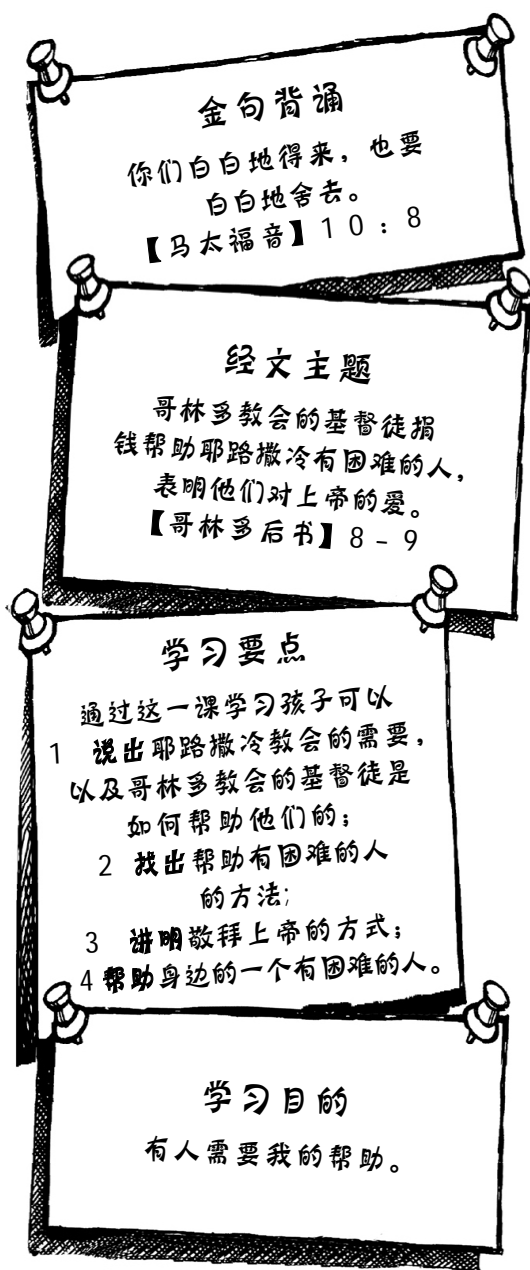 金句背诵
你们白白地得来，也要
白白地舍去。
【马太福音】10:8
经文主题
哥林多教会的基督徒捐
钱帮助耶路撒冷有困难的人，
表明他们对上帝的爱。
【哥林多后书】8-9
学习要点
通过这一课学习孩子可以
1 说出耶路撒冷教会的需要，
以及哥林多教会的基督徒是
如何帮助他们的；
2 找出帮助有困难的人
的方法;
3 讲明敬拜上帝的方式；
4帮助身边的一个有困难的人。
学习目的
有人需要我的帮助。